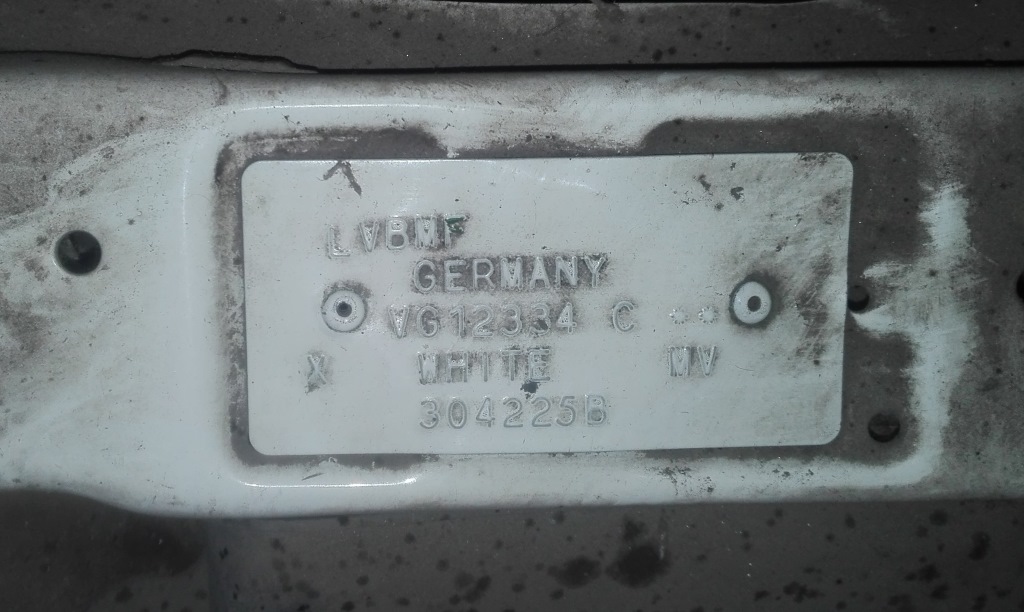 LVBMF
GERMANY
VG12334 C **
X WHITE MV
304225B